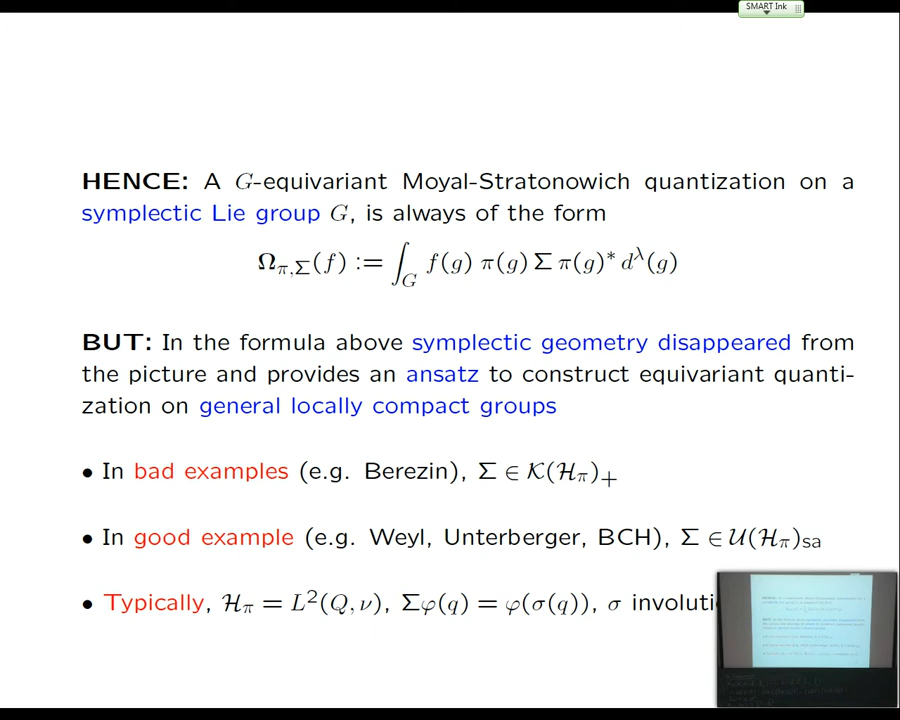 SMART Ink
HENCE: A G-equivariant Moyal-Stratonowich quantization on a
symplectic Lie group G, is always of the form
Ω_{π,Σ}(f) := ∫_G f(g) π(g) Σ π(g)* d^λ(g)
BUT: In the formula above symplectic geometry disappeared from
the picture and provides an ansatz to construct equivariant quanti-
zation on general locally compact groups
• In bad examples (e.g. Berezin), Σ ∈ 𝒦(ℋ_π)_+
• In good example (e.g. Weyl, Unterberger, BCH), Σ ∈ 𝒰(ℋ_π)_sa
• Typically, ℋ_π = L²(Q, ν), Σφ(q) = φ(σ(q)), σ